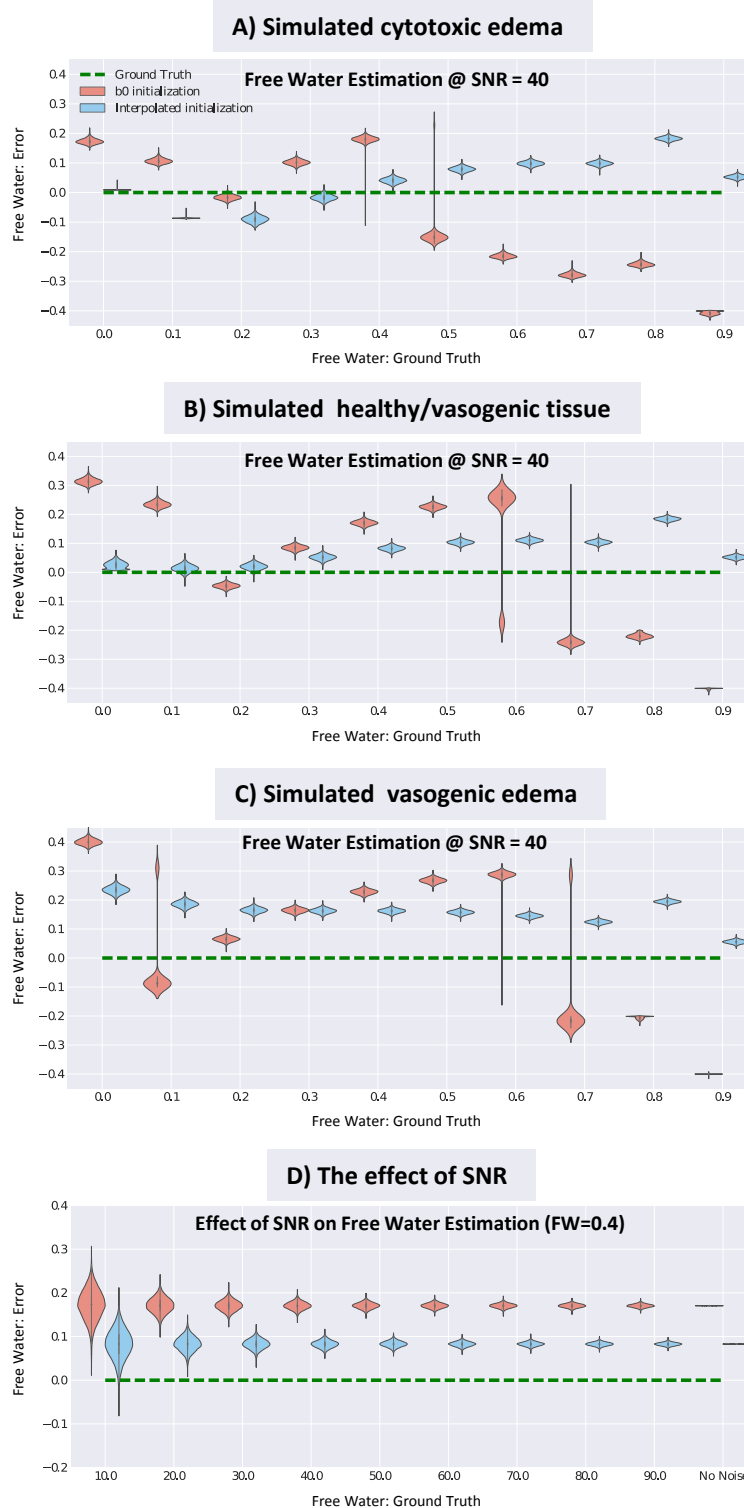 A) Simulated cytotoxic edema
Free Water Estimation @ SNR = 40
Ground Truth
b0 initialization
Interpolated initialization
0.4
0.3
0.2
0.1
0.0
−0.1
−0.2
−0.3
−0.4
Free Water: Error
0.0 0.1 0.2 0.3 0.4 0.5 0.6 0.7 0.8 0.9
Free Water: Ground Truth
B) Simulated healthy/vasogenic tissue
Free Water Estimation @ SNR = 40
0.4
0.3
0.2
0.1
0.0
−0.1
−0.2
−0.3
−0.4
Free Water: Error
0.0 0.1 0.2 0.3 0.4 0.5 0.6 0.7 0.8 0.9
Free Water: Ground Truth
C) Simulated vasogenic edema
Free Water Estimation @ SNR = 40
0.4
0.3
0.2
0.1
0.0
−0.1
−0.2
−0.3
−0.4
Free Water: Error
0.0 0.1 0.2 0.3 0.4 0.5 0.6 0.7 0.8 0.9
Free Water: Ground Truth
D) The effect of SNR
Effect of SNR on Free Water Estimation (FW=0.4)
0.4
0.3
0.2
0.1
0.0
−0.1
−0.2
Free Water: Error
10.0 20.0 30.0 40.0 50.0 60.0 70.0 80.0 90.0 No Noise
Free Water: Ground Truth